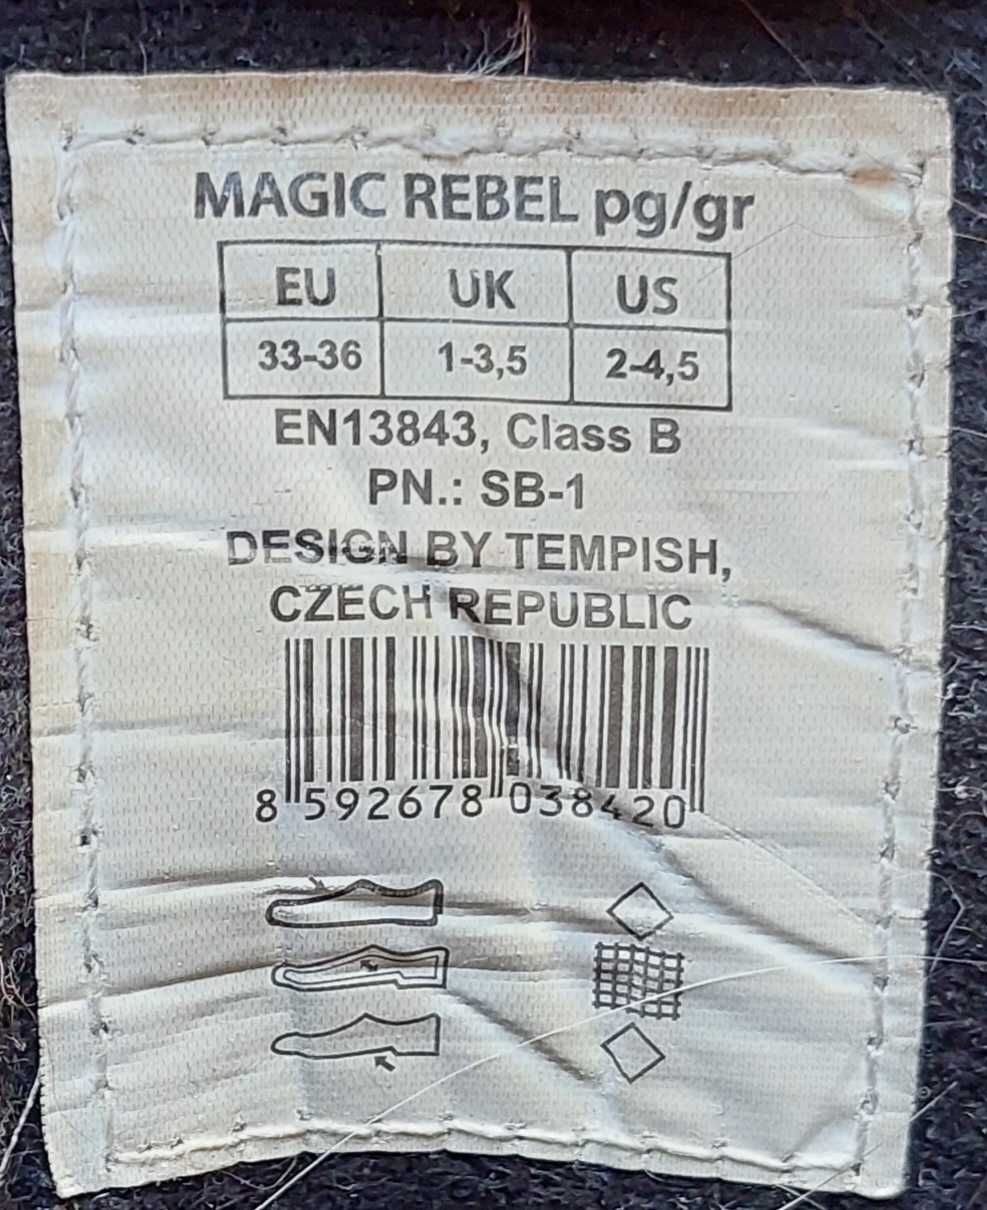 MAGIC REBEL pg/gr
EU UK US
33-36 1-3,5 2-4,5
EN13843, Class B
PN.: SB-1
DESIGN BY TEMPISH,
CZECH REPUBLIC
8 592678 038420